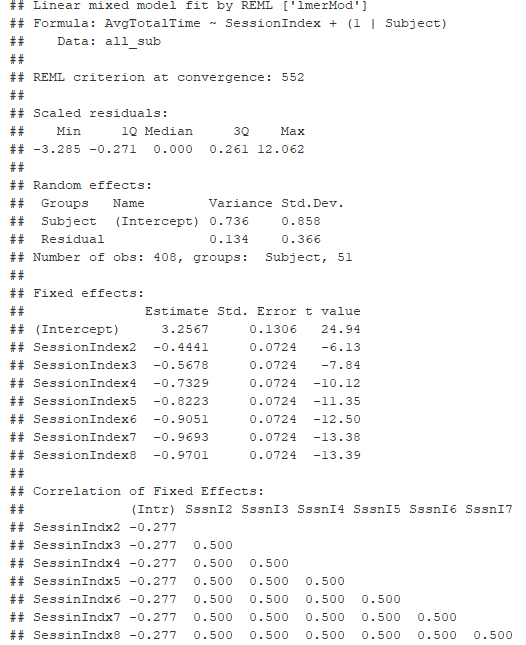 ## Linear mixed model fit by REML ['lmerMod']
## Formula: AvgTotalTime ~ SessionIndex + (1 | Subject)
##    Data: all_sub
##
## REML criterion at convergence: 552
##
## Scaled residuals:
##    Min     1Q Median     3Q    Max
## -3.285 -0.271  0.000  0.261 12.062
##
## Random effects:
##  Groups   Name        Variance Std.Dev.
##  Subject  (Intercept) 0.736    0.858
##  Residual             0.134    0.366
## Number of obs: 408, groups:  Subject, 51
##
## Fixed effects:
##               Estimate Std. Error t value
## (Intercept)     3.2567     0.1306   24.94
## SessionIndex2  -0.4441     0.0724   -6.13
## SessionIndex3  -0.5678     0.0724   -7.84
## SessionIndex4  -0.7329     0.0724  -10.12
## SessionIndex5  -0.8223     0.0724  -11.35
## SessionIndex6  -0.9051     0.0724  -12.50
## SessionIndex7  -0.9693     0.0724  -13.38
## SessionIndex8  -0.9701     0.0724  -13.39
##
## Correlation of Fixed Effects:
##             (Intr) SssnI2 SssnI3 SssnI4 SssnI5 SssnI6 SssnI7
## SessinIndx2 -0.277
## SessinIndx3 -0.277  0.500
## SessinIndx4 -0.277  0.500  0.500
## SessinIndx5 -0.277  0.500  0.500  0.500
## SessinIndx6 -0.277  0.500  0.500  0.500  0.500
## SessinIndx7 -0.277  0.500  0.500  0.500  0.500  0.500
## SessinIndx8 -0.277  0.500  0.500  0.500  0.500  0.500  0.500